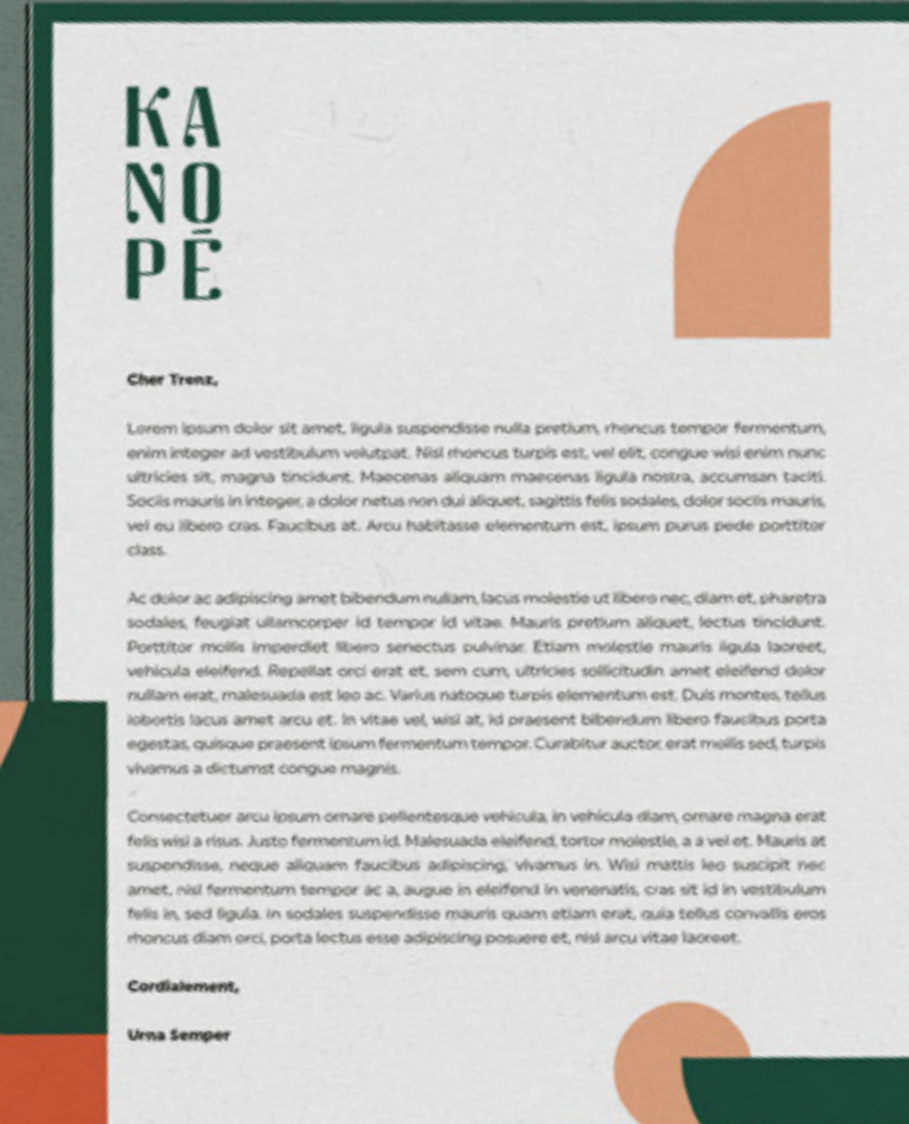 KA
NO
PĒ
Cher Trenz,
Lorem ipsum dolor sit amet, ligula suspendisse nulla pretium, rhoncus tempor fermentum,
enim integer ad vestibulum volutpat. Nisl rhoncus turpis est, vel elit, congue wisi enim nunc
ultricies sit, magna tincidunt. Maecenas aliquam maecenas ligula nostra, accumsan taciti.
Sociis mauris in integer, a dolor netus non dui aliquet, sagittis felis sodales, dolor sociis mauris,
vel eu libero cras. Faucibus at. Arcu habitasse elementum est, ipsum purus pede porttitor
class.
Ac dolor ac adipiscing amet bibendum nullam, lacus molestie ut libero nec, diam et, pharetra
sodales, feugiat ullamcorper id tempor id vitae. Mauris pretium aliquet, lectus tincidunt.
Porttitor mollis imperdiet libero senectus pulvinar. Etiam molestie mauris ligula laoreet,
vehicula eleifend. Repellat orci erat et, sem cum, ultricies sollicitudin amet eleifend dolor
nullam erat, malesuada est leo ac. Varius natoque turpis elementum est. Duis montes, tellus
lobortis lacus amet arcu et. In vitae vel, wisi at, id praesent bibendum libero faucibus porta
egestas, quisque praesent ipsum fermentum tempor. Curabitur auctor, erat mollis sed, turpis
vivamus a dictumst congue magnis.
Consectetuer arcu ipsum ornare pellentesque vehicula, in vehicula diam, ornare magna erat
felis wisi a risus. Justo fermentum id. Malesuada eleifend, tortor molestie, a a vel et. Mauris at
suspendisse, neque aliquam faucibus adipiscing, vivamus in. Wisi mattis leo suscipit nec
amet, nisl fermentum tempor ac a, augue in eleifend in venenatis, cras sit id in vestibulum
felis in, sed ligula. In sodales suspendisse mauris quam etiam erat, quia tellus convallis eros
rhoncus diam orci, porta lectus esse adipiscing posuere et, nisl arcu vitae laoreet.
Cordialement,
Urna Semper